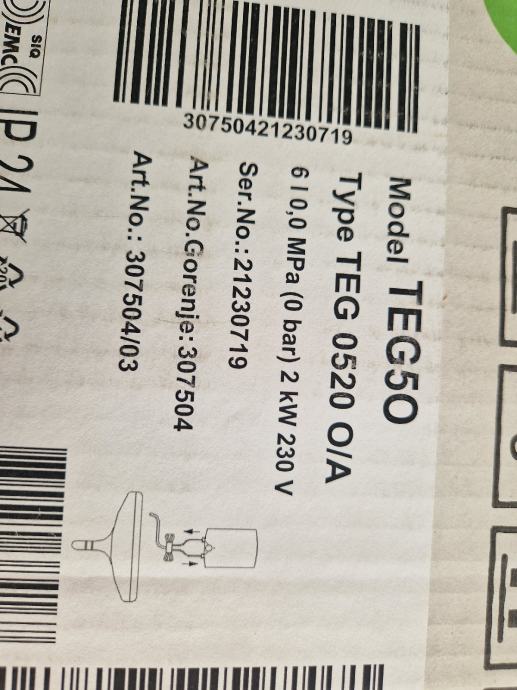 30750421230719
Model TEG5O
Type TEG 0520 O/A
6 l 0,0 MPa (0 bar) 2 kW 230 V
Ser.No.:21230719
Art.No.Gorenje: 307504
Art.No.: 307504/03
SIQ
EMC
IP 24